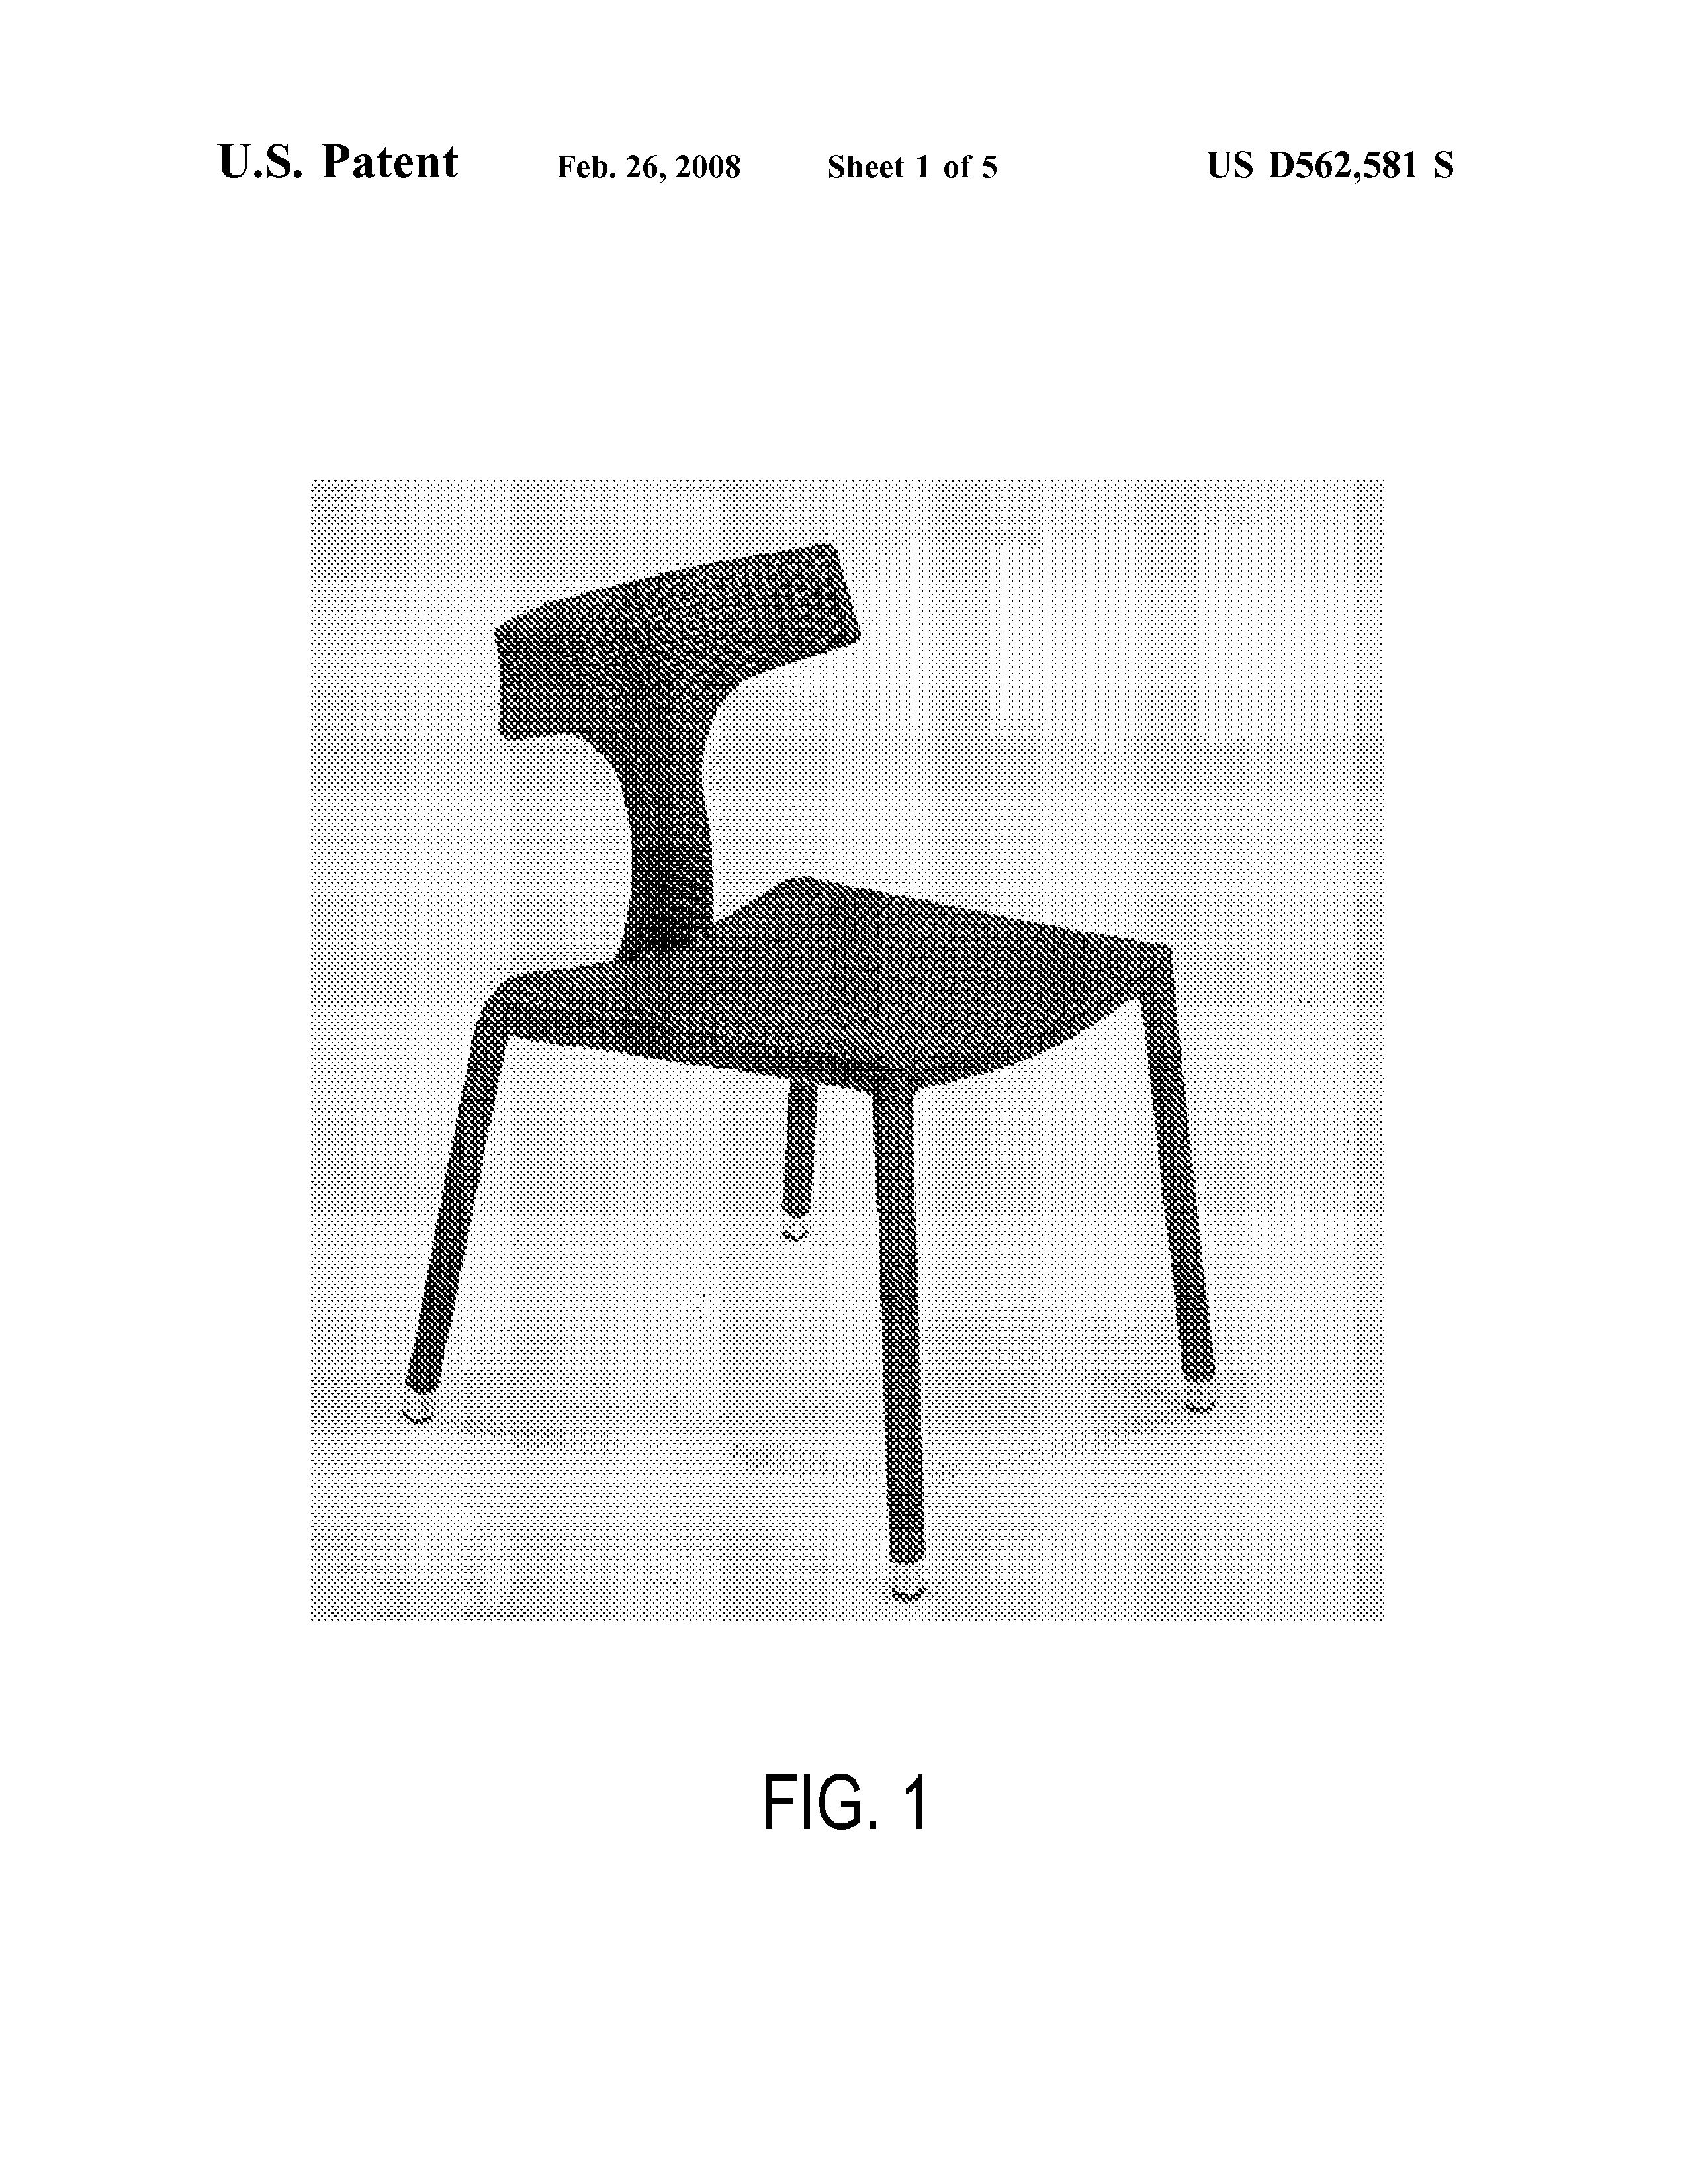 U.S. Patent Feb. 26, 2008 Sheet 1 of 5 US D562,581 S
FIG. 1